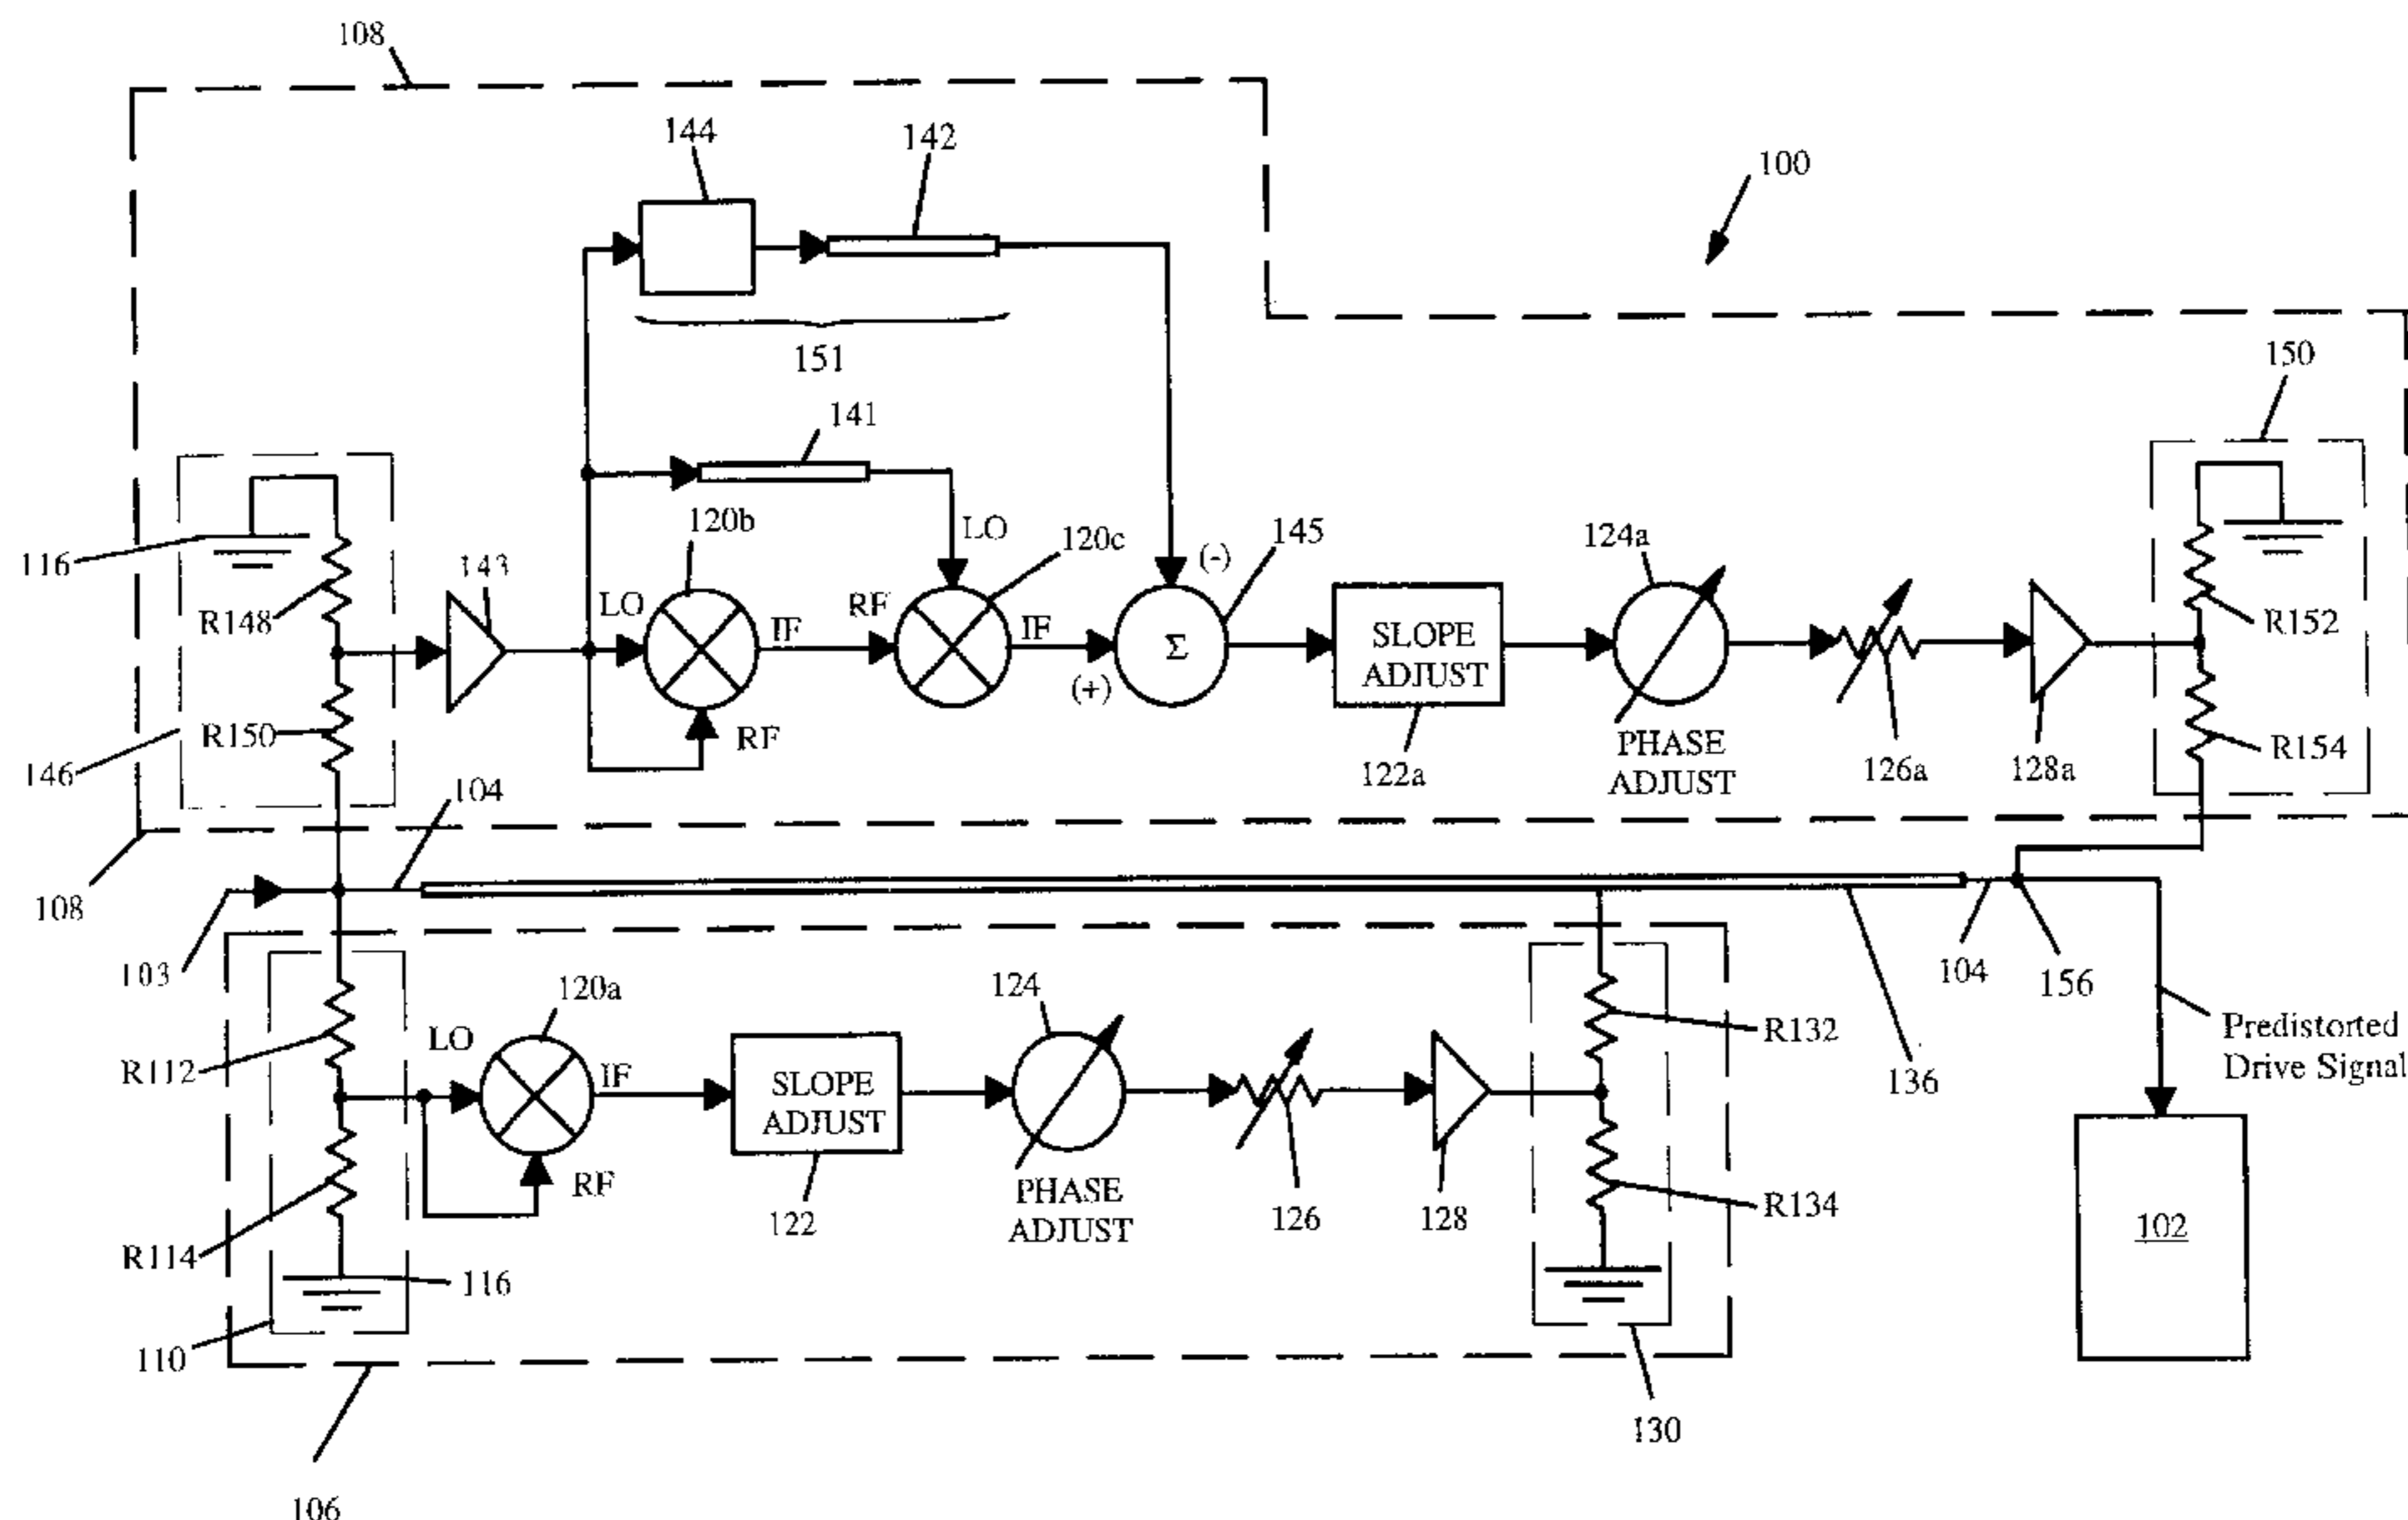 108
144
142
100
151
150
141
120b
LO
120c
(-)
145
124a
116
143
R148
LO
IF
RF
IF
Σ
SLOPE
ADJUST
R152
(+)
R150
RF
PHASE
ADJUST
R154
146
122a
126a
128a
104
108
103
104
156
120a
124
LO
R112
IF
SLOPE
ADJUST
R132
136
Predistorted
Drive Signal
RF
PHASE
ADJUST
122
126
128
R134
102
R114
116
110
130
106